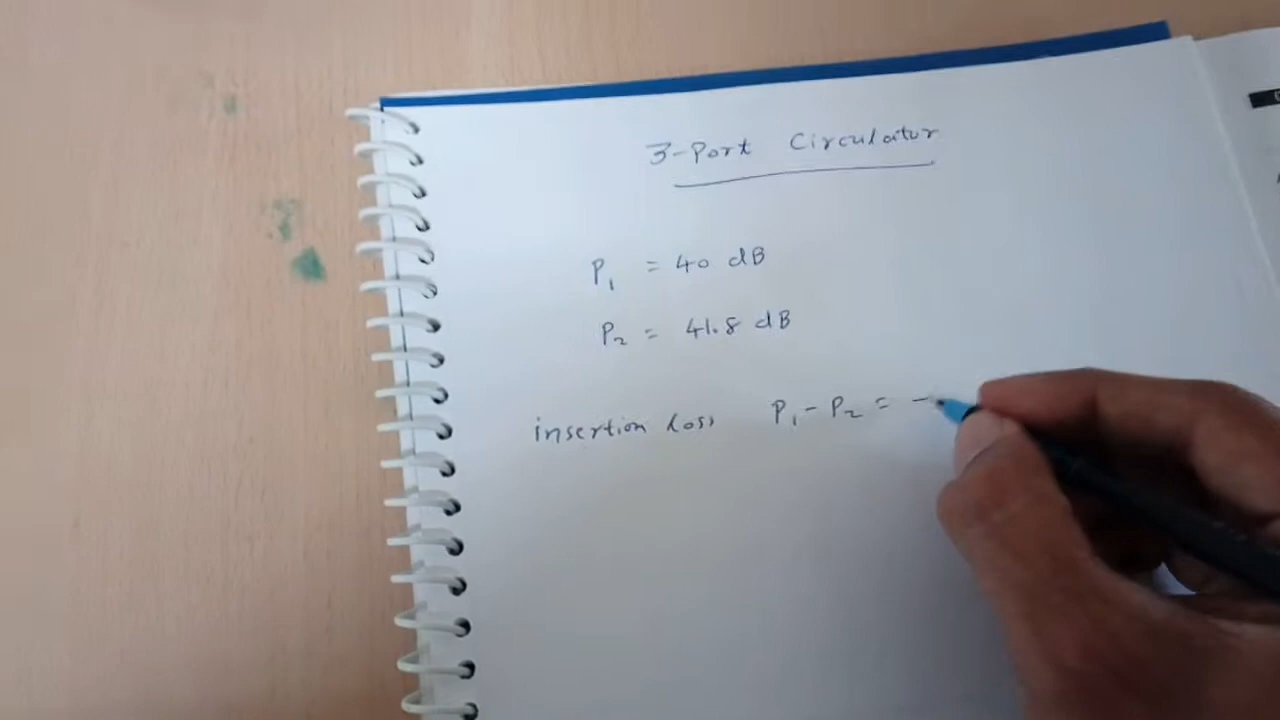 3-Port Circulator
P1 = 40 dB
P2 = 41.8 dB
insertion loss P1 - P2 = -